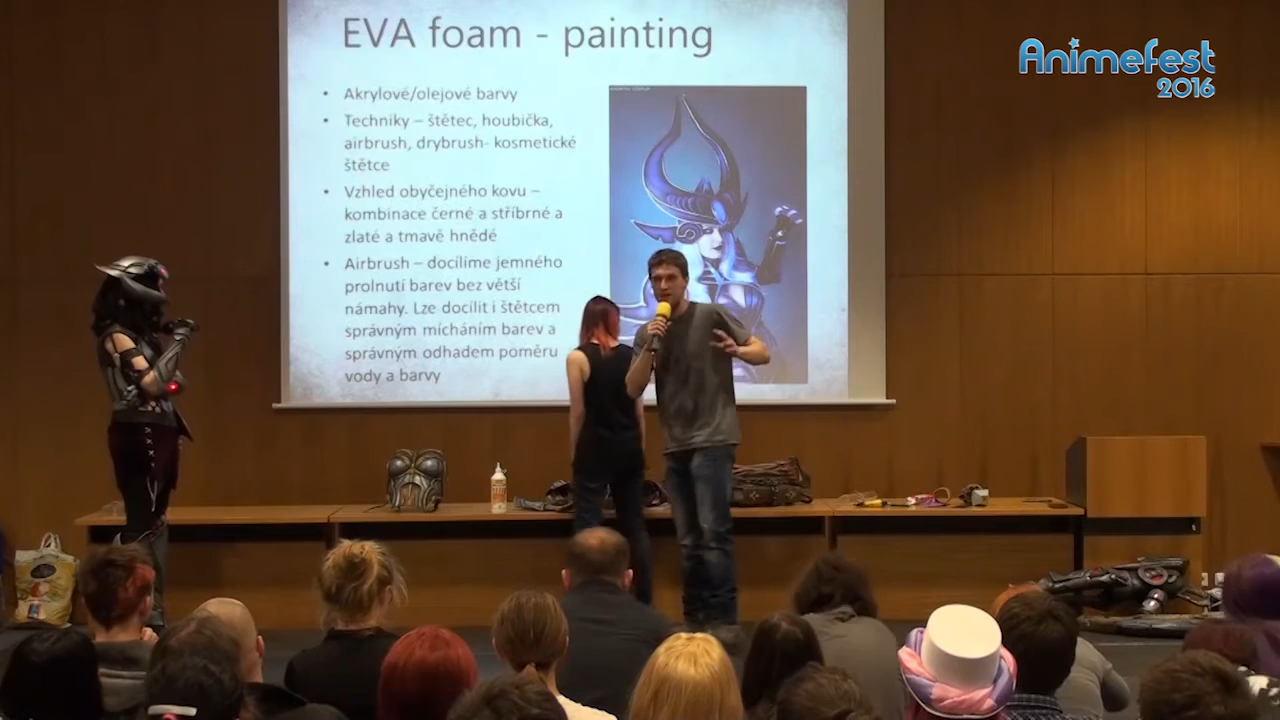 EVA foam - painting
AnimeFest
2016
• Akrylové/olejové barvy
• Techniky – štětec, houbička,
airbrush, drybrush- kosmetické
štětce
• Vzhled obyčejného kovu –
kombinace černé a stříbrné a
zlaté a tmavě hnědé
• Airbrush – docílíme jemného
prolnutí barev bez větší
námahy. Lze docílit i štětcem
správným mícháním barev a
správným odhadem poměru
vody a barvy